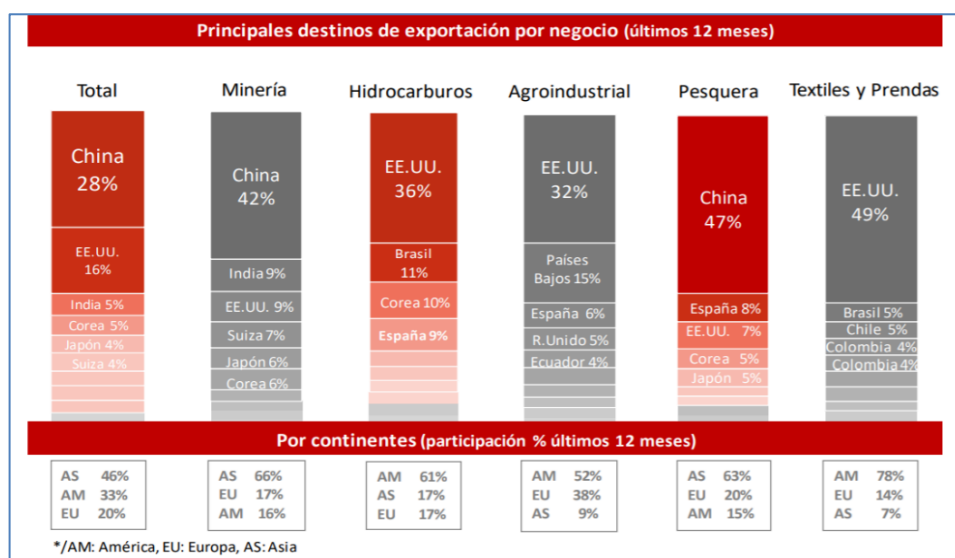 Principales destinos de exportación por negocio (últimos 12 meses)
Total
Minería
Hidrocarburos
Agroindustrial
Pesquera
Textiles y Prendas
China
28%
EE.UU.
16%
India 5%
Corea 5%
Japón 4%
Suiza 4%
China
42%
India 9%
EE.UU. 9%
Suiza 7%
Japón 6%
Corea 6%
EE.UU.
36%
Brasil
11%
Corea 10%
España 9%
EE.UU.
32%
Países
Bajos 15%
España 6%
R.Unido 5%
Ecuador 4%
China
47%
España 8%
EE.UU. 7%
Corea 5%
Japón 5%
EE.UU.
49%
Brasil 5%
Chile 5%
Colombia 4%
Colombia 4%
Por continentes (participación % últimos 12 meses)
AS 46%
AM 33%
EU 20%
AS 66%
EU 17%
AM 16%
AM 61%
AS 17%
EU 17%
AM 52%
EU 38%
AS 9%
AS 63%
EU 20%
AM 15%
AM 78%
EU 14%
AS 7%
*/AM: América, EU: Europa, AS: Asia